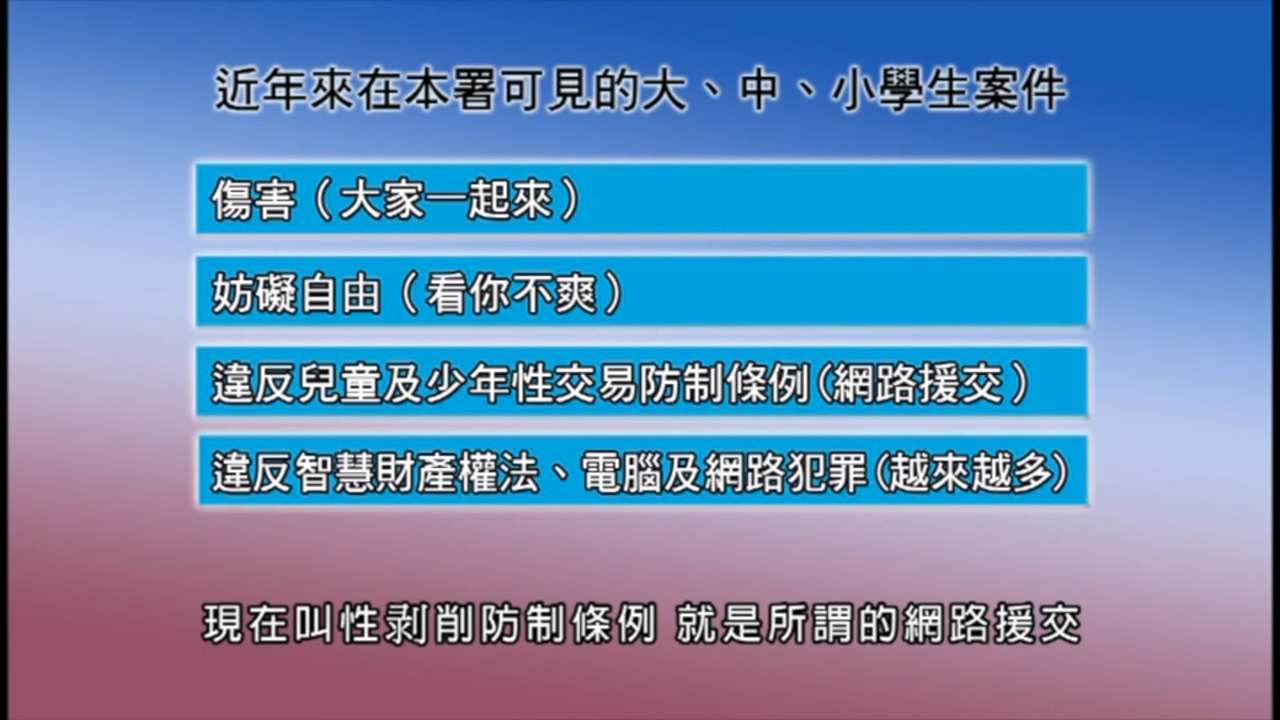 近年來在本署可見的大、中、小學生案件
傷害（大家一起來）
妨礙自由（看你不爽）
違反兒童及少年性交易防制條例(網路援交）
違反智慧財產權法、電腦及網路犯罪(越來越多)
現在叫性剥削防制條例 就是所謂的網路援交